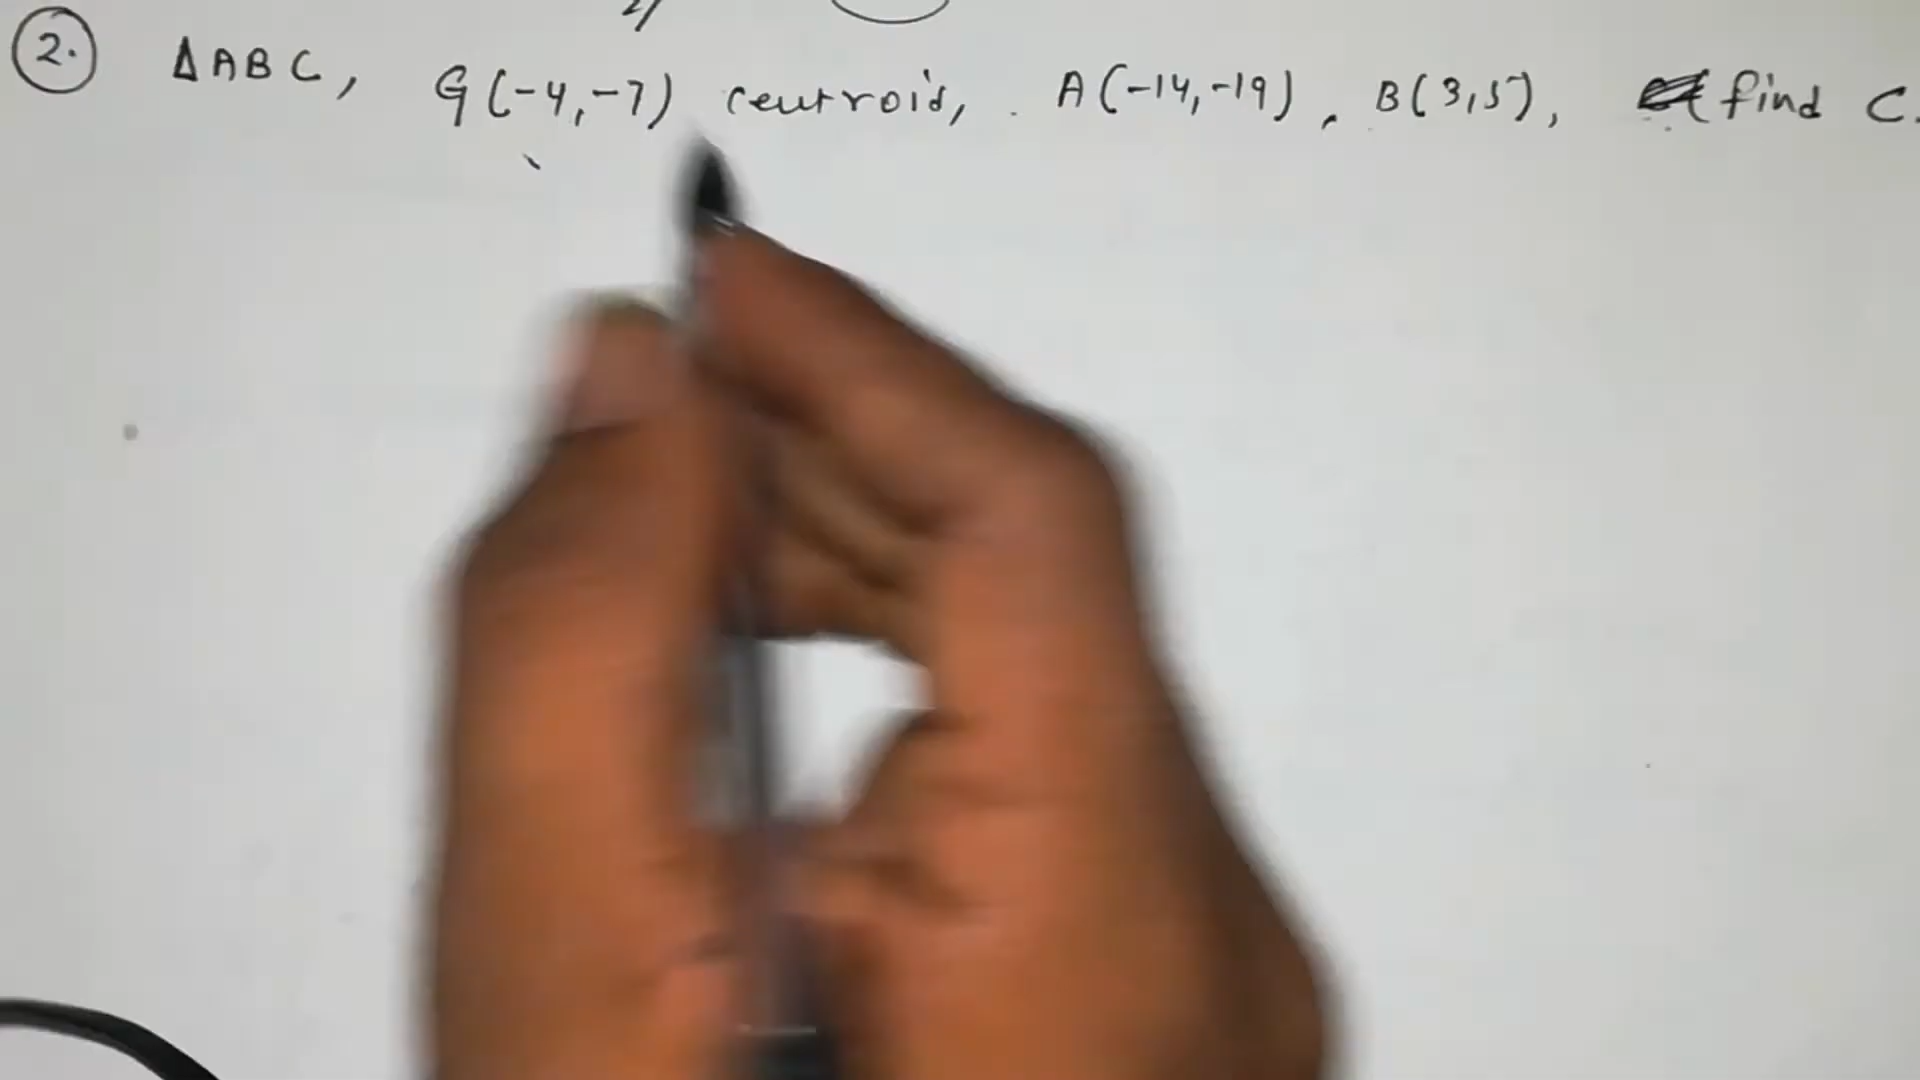 2. ΔABC, G(-4,-7) centroid, A(-14,-19), B(3,5), find C.